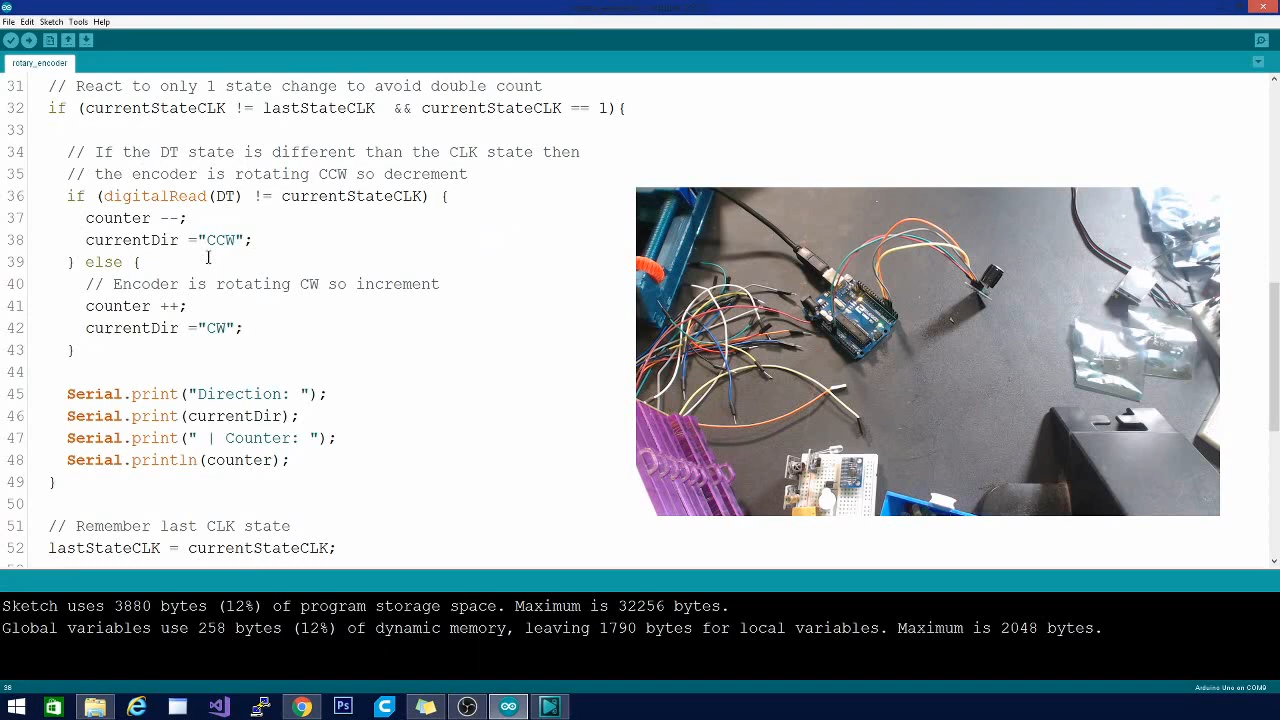 File Edit Sketch Tools Help
rotary_encoder
31 // React to only 1 state change to avoid double count
32 if (currentStateCLK != lastStateCLK  && currentStateCLK == 1){
33
34 // If the DT state is different than the CLK state then
35 // the encoder is rotating CCW so decrement
36 if (digitalRead(DT) != currentStateCLK) {
37 counter --;
38 currentDir ="CCW";
39 } else {
40 // Encoder is rotating CW so increment
41 counter ++;
42 currentDir ="CW";
43 }
44
45 Serial.print("Direction: ");
46 Serial.print(currentDir);
47 Serial.print(" | Counter: ");
48 Serial.println(counter);
49 }
50
51 // Remember last CLK state
52 lastStateCLK = currentStateCLK;
Sketch uses 3880 bytes (12%) of program storage space. Maximum is 32256 bytes.
Global variables use 258 bytes (12%) of dynamic memory, leaving 1790 bytes for local variables. Maximum is 2048 bytes.
38 Arduino Uno on COM9
Ps